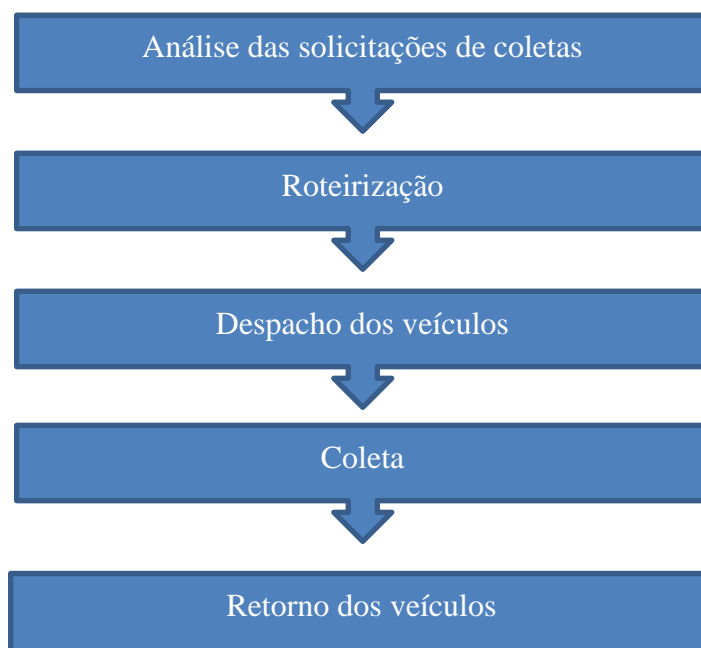 Análise das solicitações de coletas
Roteirização
Despacho dos veículos
Coleta
Retorno dos veículos